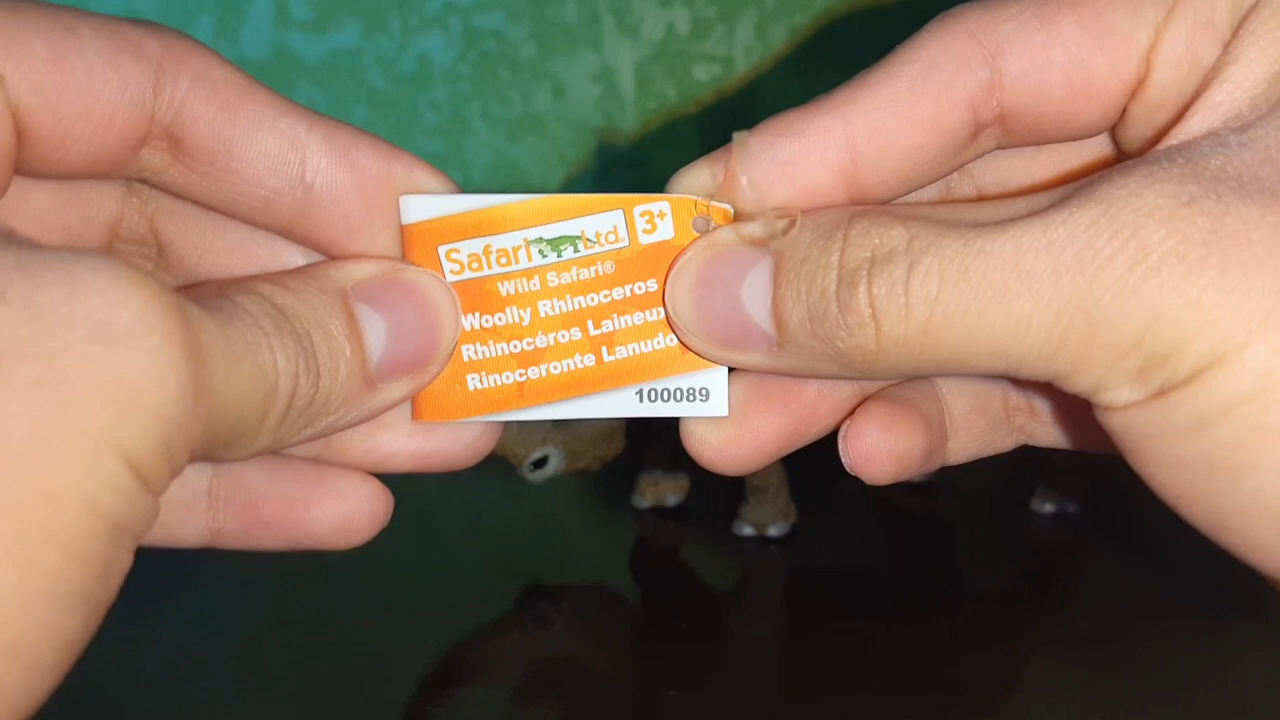 Safari Ltd.
3+
Wild Safari®
Woolly Rhinoceros
Rhinocéros Laineux
Rinoceronte Lanudo
100089